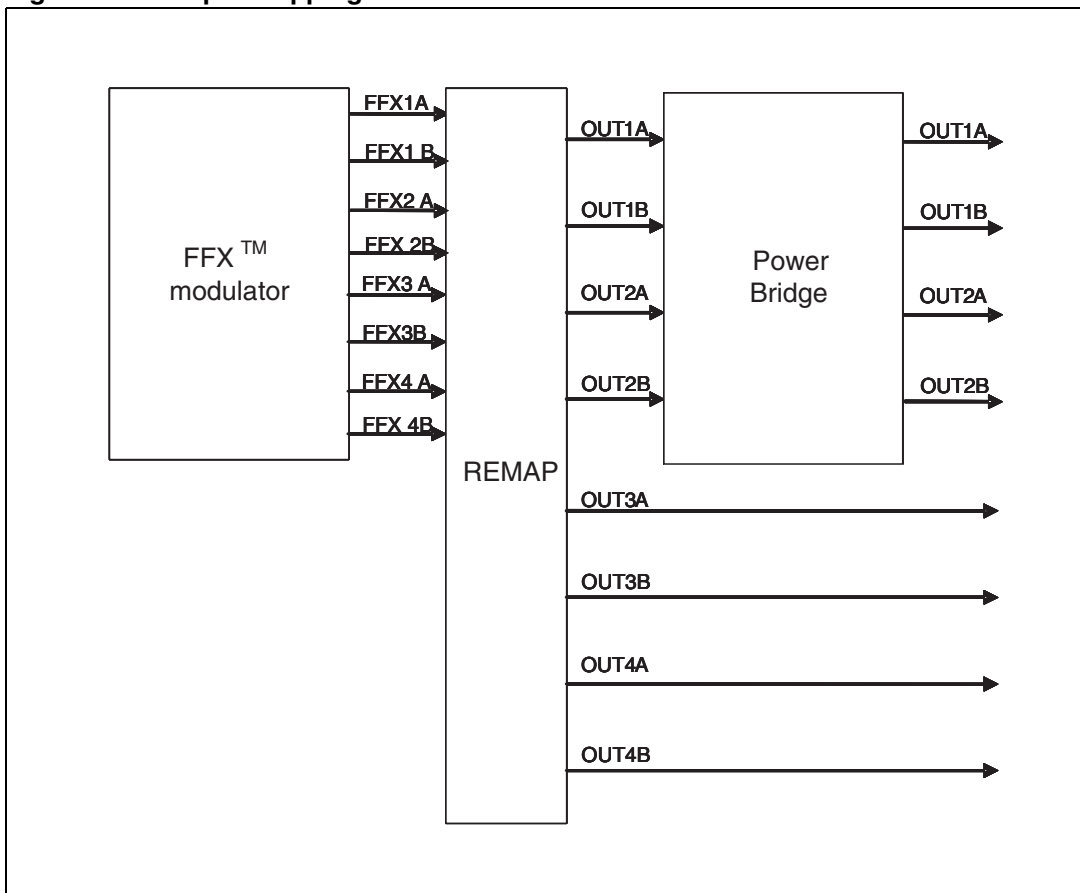 FFX1A
FFX1 B
FFX2 A
FFX 2B
FFX3 A
FFX3B
FFX4 A
FFX 4B
FFX TM
modulator
REMAP
OUT1A
OUT1B
OUT2A
OUT2B
OUT3A
OUT3B
OUT4A
OUT4B
Power
Bridge
OUT1A
OUT1B
OUT2A
OUT2B